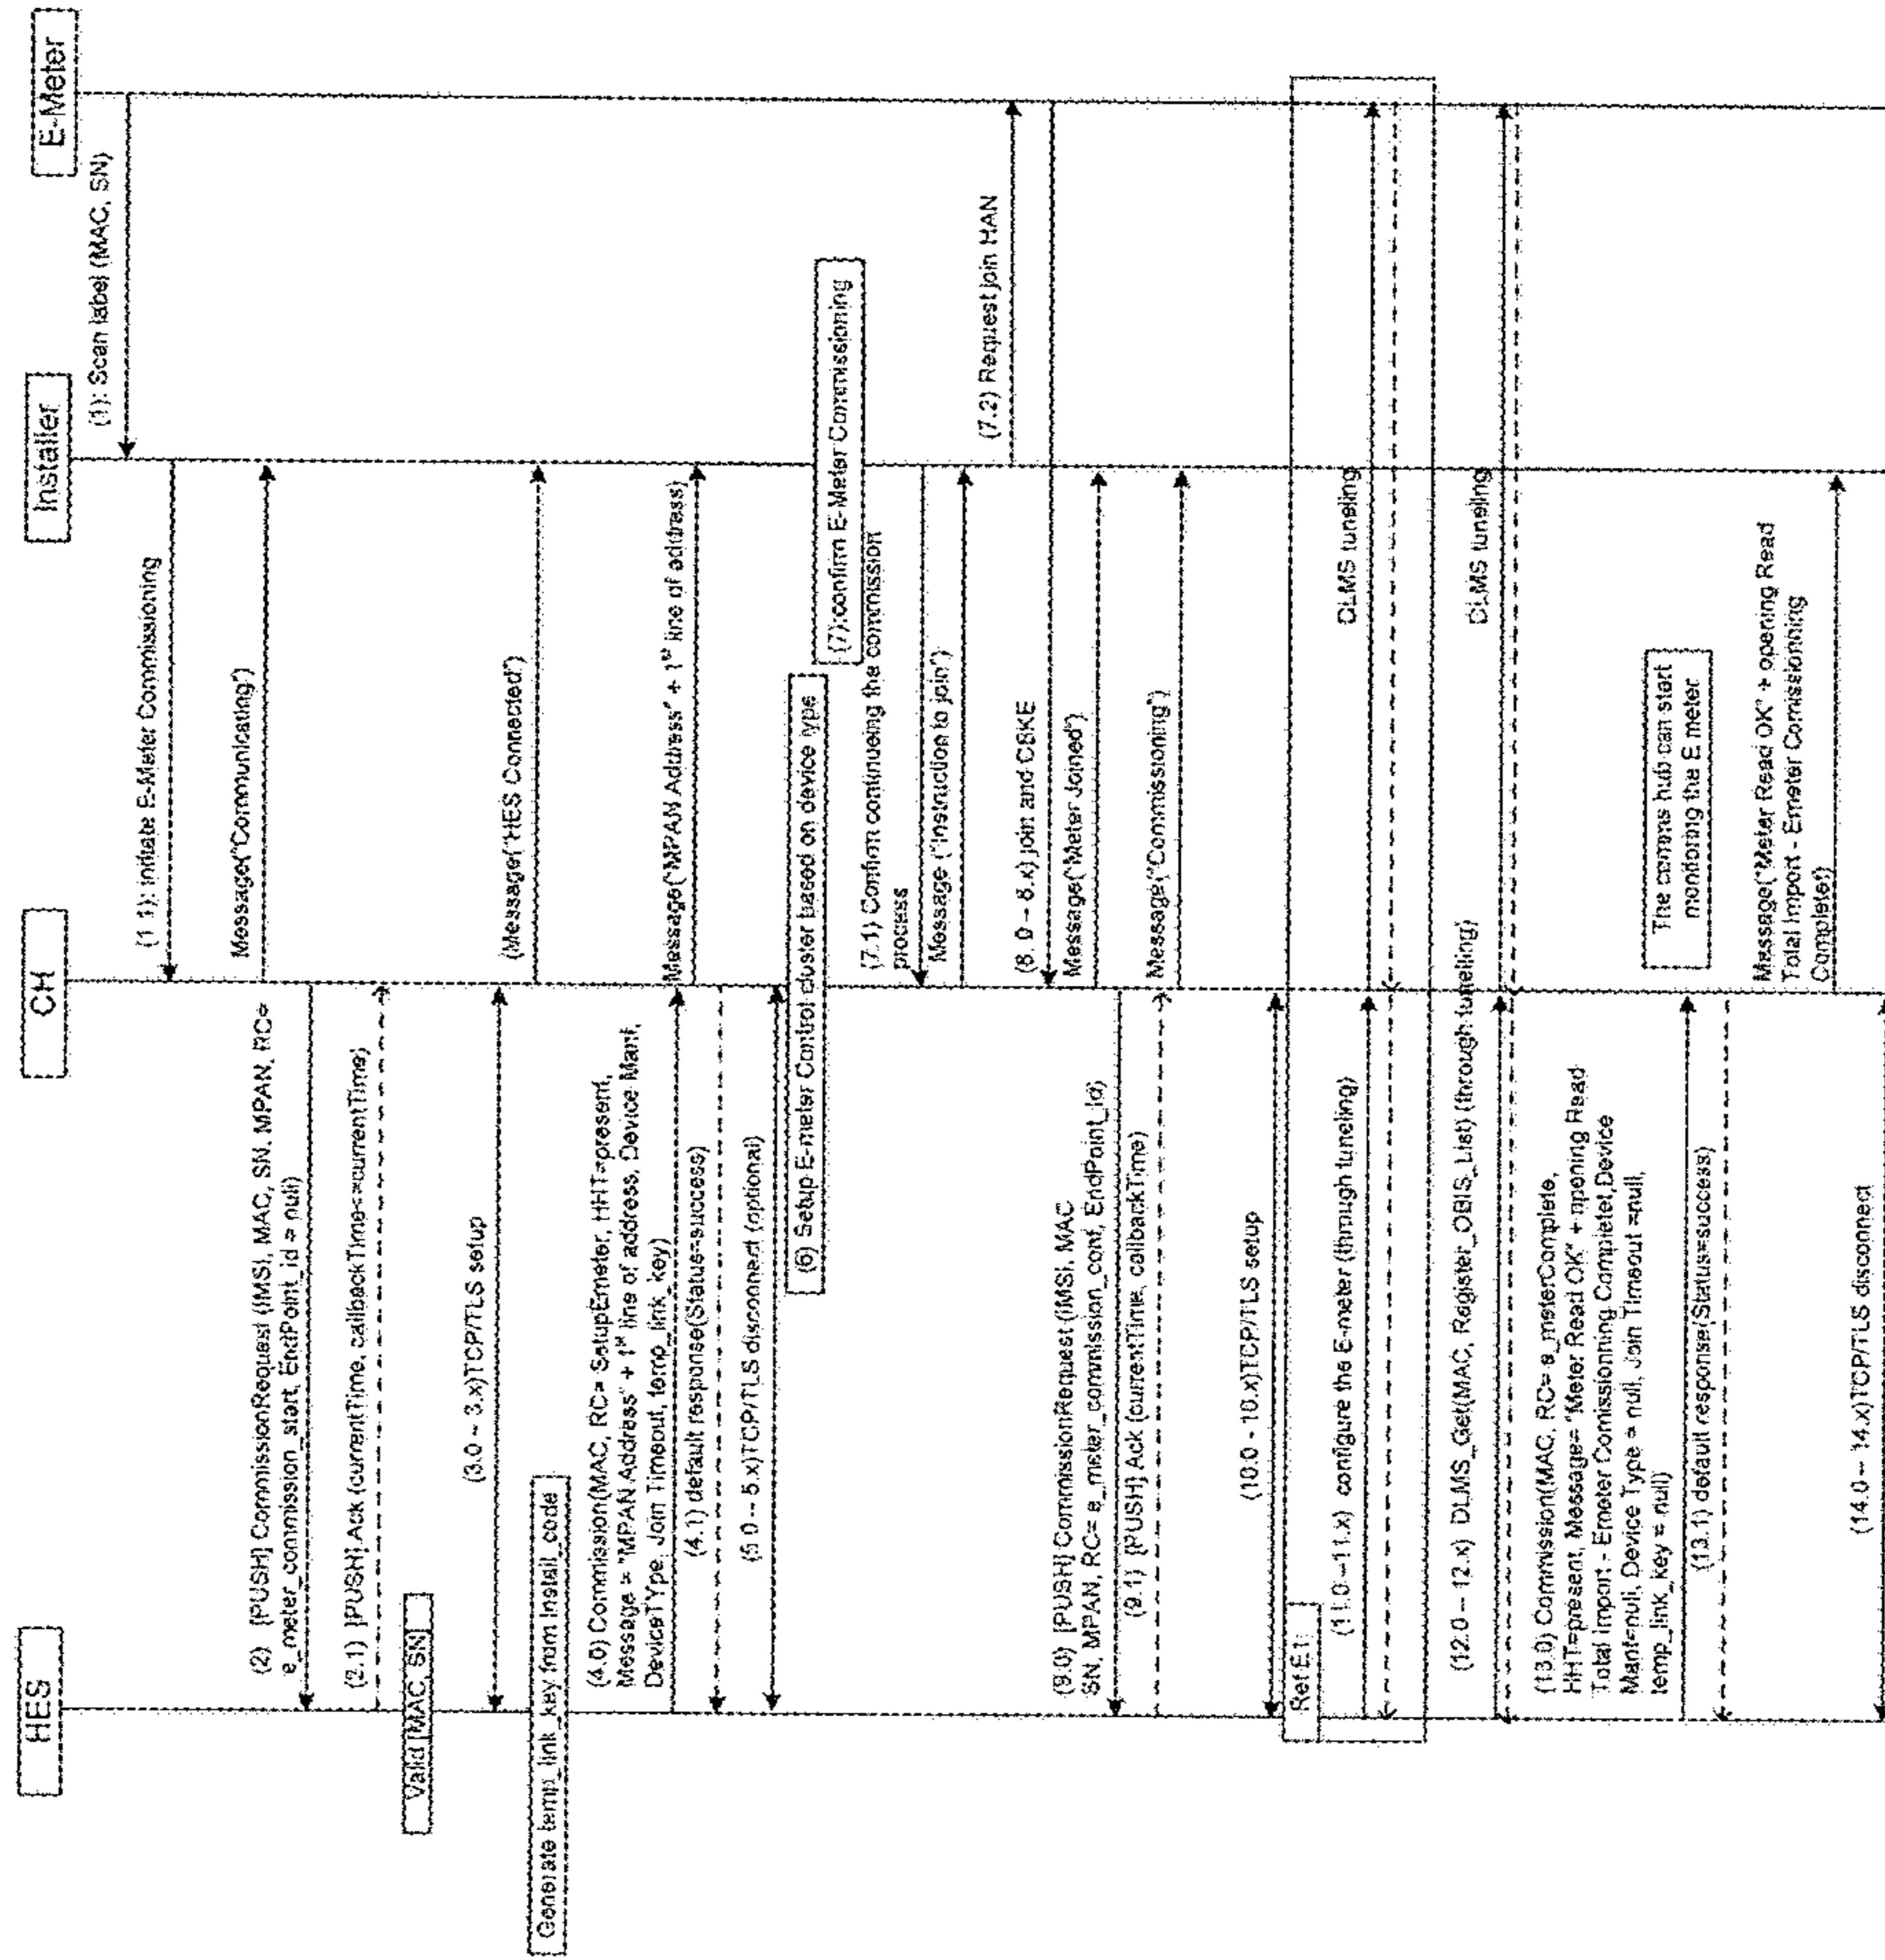 HES
CH
Installer
E-Meter
(1): Scan label (MAC, SN)
(1.1): Initiate E-Meter Commissioning
Message("Communicating")
(2) [PUSH] CommissionRequest (IMSI, MAC, SN, MPAN, RC=
e_meter_commission_start, EndPoint_id = null)
(2.1) [PUSH] Ack (currentTime, callbackTime<=currentTime)
Valid [MAC, SN]
(3.0 – 3.x)TCP/TLS setup
(Message("HES Connected")
Generate temp_link_key from Install_code
(4.0) Commission(MAC, RC= SetupEmeter, HHT=present,
Message = "MPAN Address" + 1st line of address, Device Manf,
DeviceType, Join Timeout, temp_link_key)
Message("MPAN Address" + 1st line of address)
(4.1) default response(Status=success)
(5.0 – 5.x)TCP/TLS disconnect (optional)
(6) Setup E-meter Control cluster based on device type
(7):confirm E-Meter Commissioning
(7.1) Confirm continueing the commission
process
Message ("Instruction to join")
(7.2) Request join HAN
(8.0 – 8.x) join and CBKE
Message("Meter Joined")
(9.0) [PUSH] CommissionRequest (IMSI, MAC
SN, MPAN, RC= e_meter_commission_conf, EndPoint_id)
(9.1) [PUSH] Ack (currentTime, callbackTime)
Message("Commissioning")
(10.0 - 10.x)TCP/TLS setup
Ref E1
(11.0–11.x) configure the E-meter (through tuneling)
CLMS tuneling
(12.0 – 12.x) DLMS_Get(MAC, Register_OBIS_List) (through tunelling)
CLMS tuneling
(13.0) Commission(MAC, RC= e_meterComplete,
HHT=present, Message= "Meter Read OK" + opening Read
Total Import - Emeter Comissionning Completet,Device
Manf=null, Device Type = null, Join Timeout =null,
temp_link_key = null)
The comms hub can start
monitoring the E meter
(13.1) default response(Status=success)
Message("Meter Read OK" + opening Read
Total Import - Emeter Comissionning
Completet)
(14.0 – 14.x)TCP/TLS disconnect